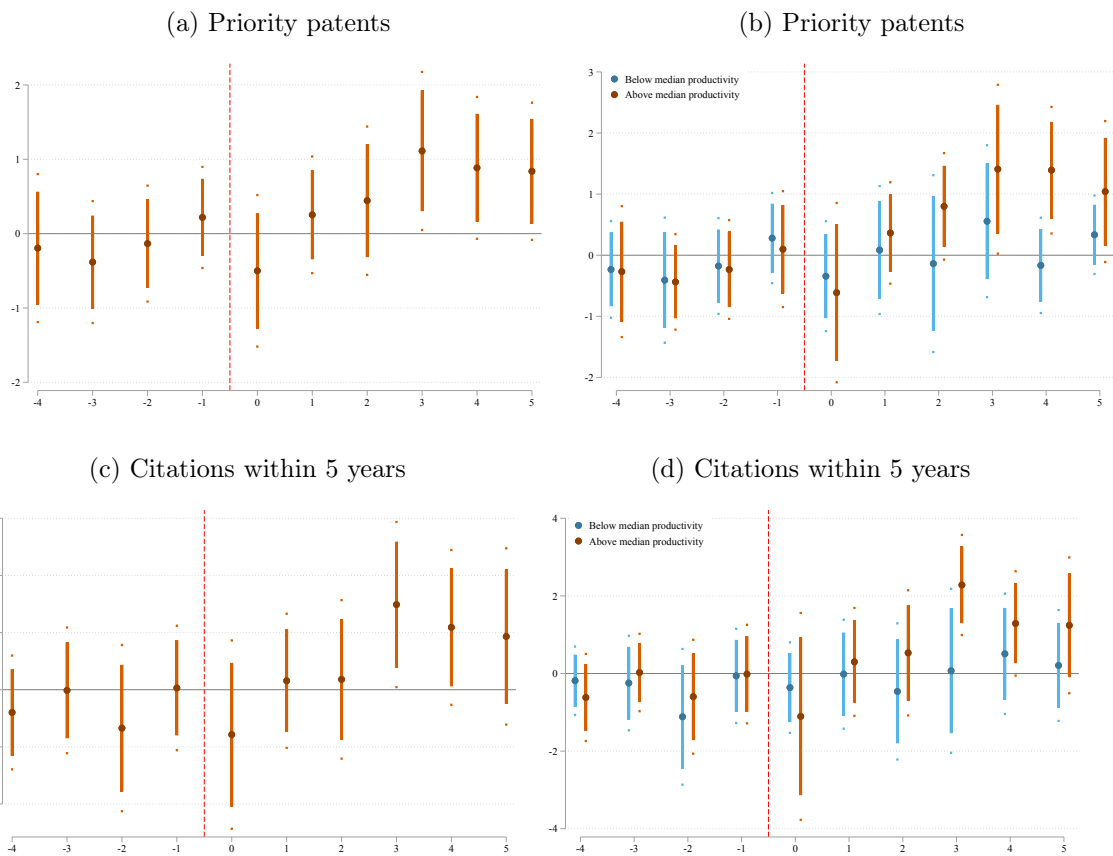 (a) Priority patents
2
1
0
-1
-2
-4 -3 -2 -1 0 1 2 3 4 5
(b) Priority patents
Below median productivity
Above median productivity
3
2
1
0
-1
-2
-4 -3 -2 -1 0 1 2 3 4 5
(c) Citations within 5 years
-4 -3 -2 -1 0 1 2 3 4 5
(d) Citations within 5 years
Below median productivity
Above median productivity
4
2
0
-2
-4
-4 -3 -2 -1 0 1 2 3 4 5